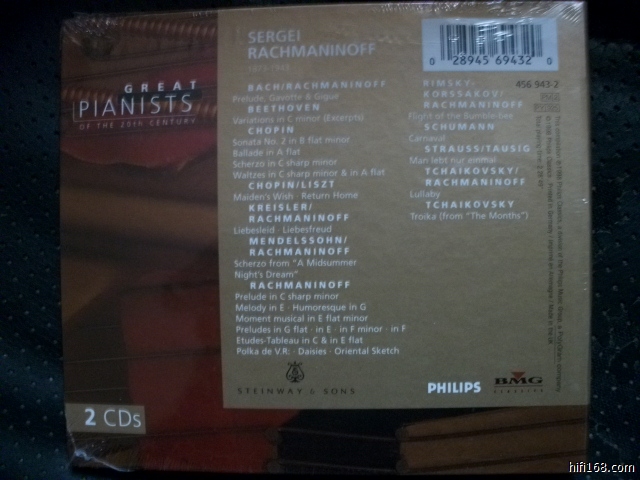 GREAT
PIANISTS
OF THE 20TH CENTURY
SERGEI
RACHMANINOFF
1873-1943
BACH/RACHMANINOFF
Prelude, Gavotte & Gigue
BEETHOVEN
Variations in C minor (Excerpts)
CHOPIN
Sonata No. 2 in B flat minor
Ballade in A flat
Scherzo in C sharp minor
Waltzes in C sharp minor & in A flat
CHOPIN/LISZT
Maiden's Wish · Return Home
KREISLER/
RACHMANINOFF
Liebesleid · Liebesfreud
MENDELSSOHN/
RACHMANINOFF
Scherzo from "A Midsummer
Night's Dream"
RACHMANINOFF
Prelude in C sharp minor
Melody in E · Humoresque in G
Moment musical in E flat minor
Preludes in G flat · in E · in F minor · in F
Etudes-Tableau in C & in E flat
Polka de V.R. · Daisies · Oriental Sketch
0 28945 69432 0
456 943-2
RIMSKY-
KORSSAKOV/
RACHMANINOFF
Flight of the Bumble-bee
SCHUMANN
Carnaval
STRAUSS/TAUSIG
Man lebt nur einmal
TCHAIKOVSKY/
RACHMANINOFF
Lullaby
TCHAIKOVSKY
Troika (from "The Months")
STEINWAY & SONS
PHILIPS
BMG
CLASSICS
2 CDs
hifi168.com